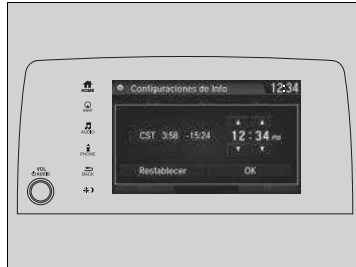 HOME
MAP
AUDIO
PHONE
BACK
VOL
AUDIO
Configuraciones de Info
12:34
CST 3:58 -15:24
12 : 34 PM
Restablecer
OK